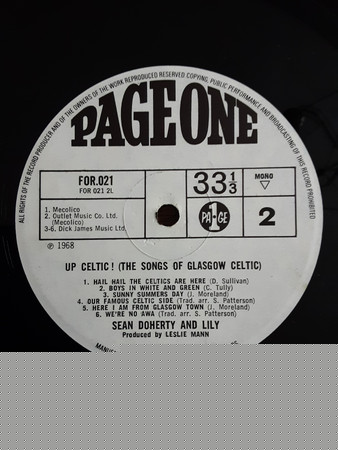 ALL RIGHTS OF THE RECORD PRODUCER AND OF THE OWNERS OF THE WORK REPRODUCED RESERVED COPYING, PUBLIC PERFORMANCE AND BROADCASTING OF THIS RECORD PROHIBITED
PAGE ONE
FOR.021
FOR 021 2L
33 1/3
MONO
1. Mecolico
2. Outlet Music Co. Ltd.
(Mecolico)
3-6. Dick James Music Ltd.
PA-1-GE
2
℗ 1968
UP CELTIC! (THE SONGS OF GLASGOW CELTIC)
1. HAIL HAIL THE CELTICS ARE HERE (D. Sullivan)
2. BOYS IN WHITE AND GREEN (C. Tully)
3. SUNNY SUMMERS DAY (J. Moreland)
4. OUR FAMOUS CELTIC SIDE (Trad. arr. S. Patterson)
5. HERE I AM FROM GLASGOW TOWN (J. Moreland)
6. WE'RE NO AWA (Trad. arr. S. Patterson)
SEAN DOHERTY AND LILY
Produced by LESLIE MANN